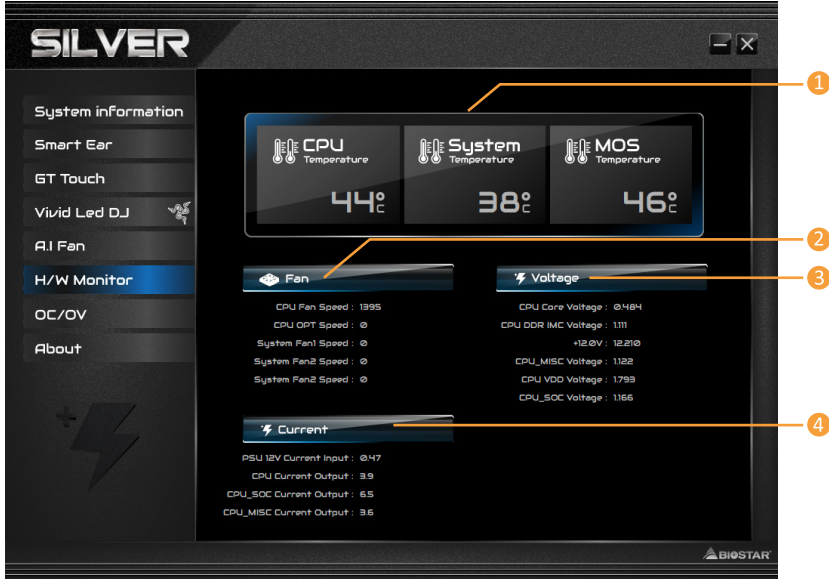 SILVER
1
System information
Smart Ear
GT Touch
Vivid Led DJ
A.I Fan
H/W Monitor
OC/OV
About
CPU
Temperature
44°C
System
Temperature
38°C
MOS
Temperature
46°C
2
Fan
CPU Fan Speed : 1395
CPU OPT Speed : 0
System Fan1 Speed : 0
System Fan2 Speed : 0
System Fan2 Speed : 0
3
Voltage
CPU Core Voltage : 0.484
CPU DDR IMC Voltage : 1.111
+12.0V : 12.210
CPU_MISC Voltage : 1.122
CPU VDD Voltage : 1.793
CPU_SOC Voltage : 1.166
4
Current
PSU 12V Current Input : 0.47
CPU Current Output : 3.9
CPU_SOC Current Output : 6.5
CPU_MISC Current Output : 3.6
BIOSTAR